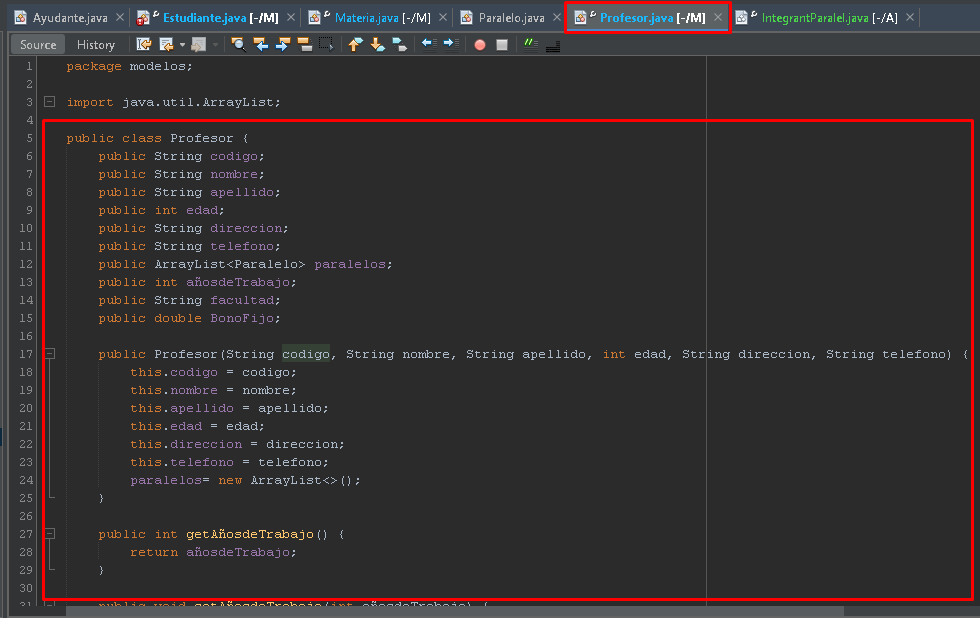 Ayudante.java Estudiante.java [-/M] Materia.java [-/M] Paralelo.java Profesor.java [-/M] IntegrantParalel.java [-/A]
Source History
1 package modelos;
2
3 import java.util.ArrayList;
4
5 public class Profesor {
6 public String codigo;
7 public String nombre;
8 public String apellido;
9 public int edad;
10 public String direccion;
11 public String telefono;
12 public ArrayList<Paralelo> paralelos;
13 public int añosdeTrabajo;
14 public String facultad;
15 public double BonoFijo;
16
17 public Profesor(String codigo, String nombre, String apellido, int edad, String direccion, String telefono) {
18 this.codigo = codigo;
19 this.nombre = nombre;
20 this.apellido = apellido;
21 this.edad = edad;
22 this.direccion = direccion;
23 this.telefono = telefono;
24 paralelos= new ArrayList<>();
25 }
26
27 public int getAñosdeTrabajo() {
28 return añosdeTrabajo;
29 }
30
31 public void setAñosdeTrabajo(int añosdeTrabajo) {